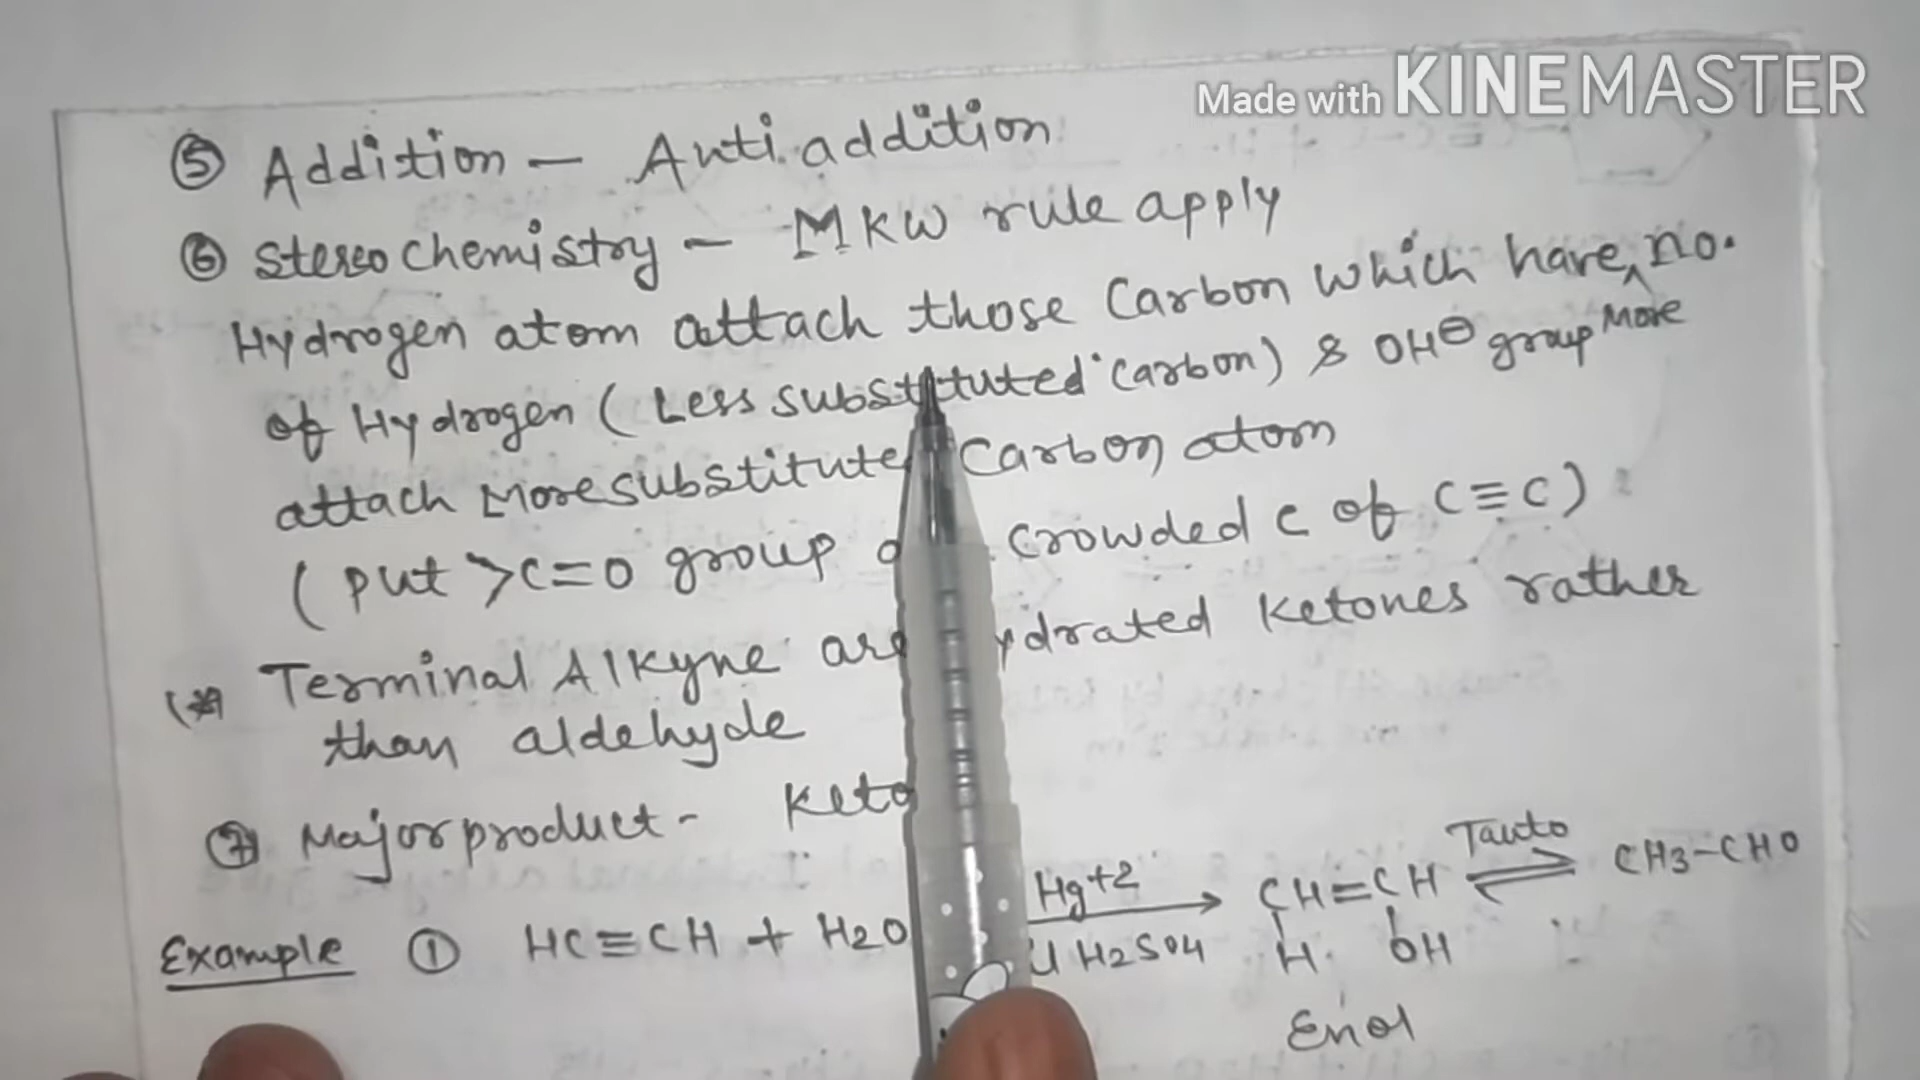 Made with KINEMASTER
⑤ Addition - Anti addition
⑥ Stereo chemistry - MKW rule apply
Hydrogen atom attach those Carbon which have ^ no.
More
of Hydrogen ( Less substituted carbon) & OH⊖ group
attach More substitute Carbon atom
( put >C=O group crowded C of C≡C)
(* Terminal Alkyne are ydrated Ketones rather
than aldehyde
⑦ Major product - Keto
Tauto
Example ① HC≡CH + H2O Hg+2 → CH=CH ⇌ CH3-CHO
H2SO4 H OH
Enol